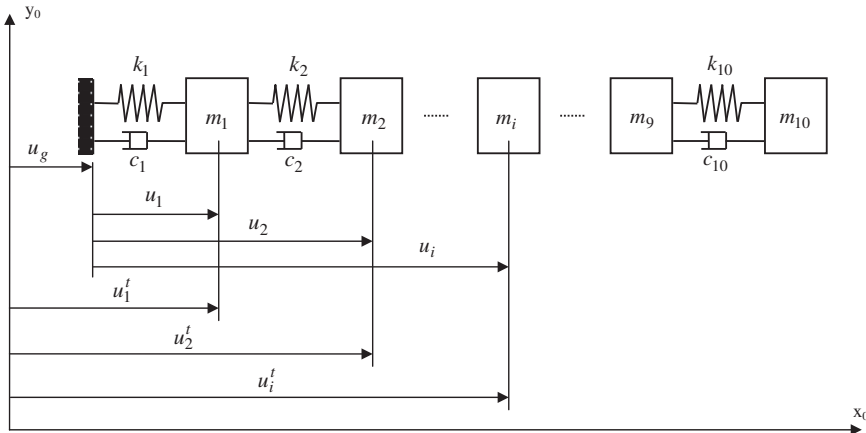 y₀
k₁ k₂ k₁₀
m₁ m₂ ........ mᵢ ........ m₉ m₁₀
c₁ c₂ c₁₀
u_g
u₁
u₂
uᵢ
u₁ᵗ
u₂ᵗ
uᵢᵗ
x₀